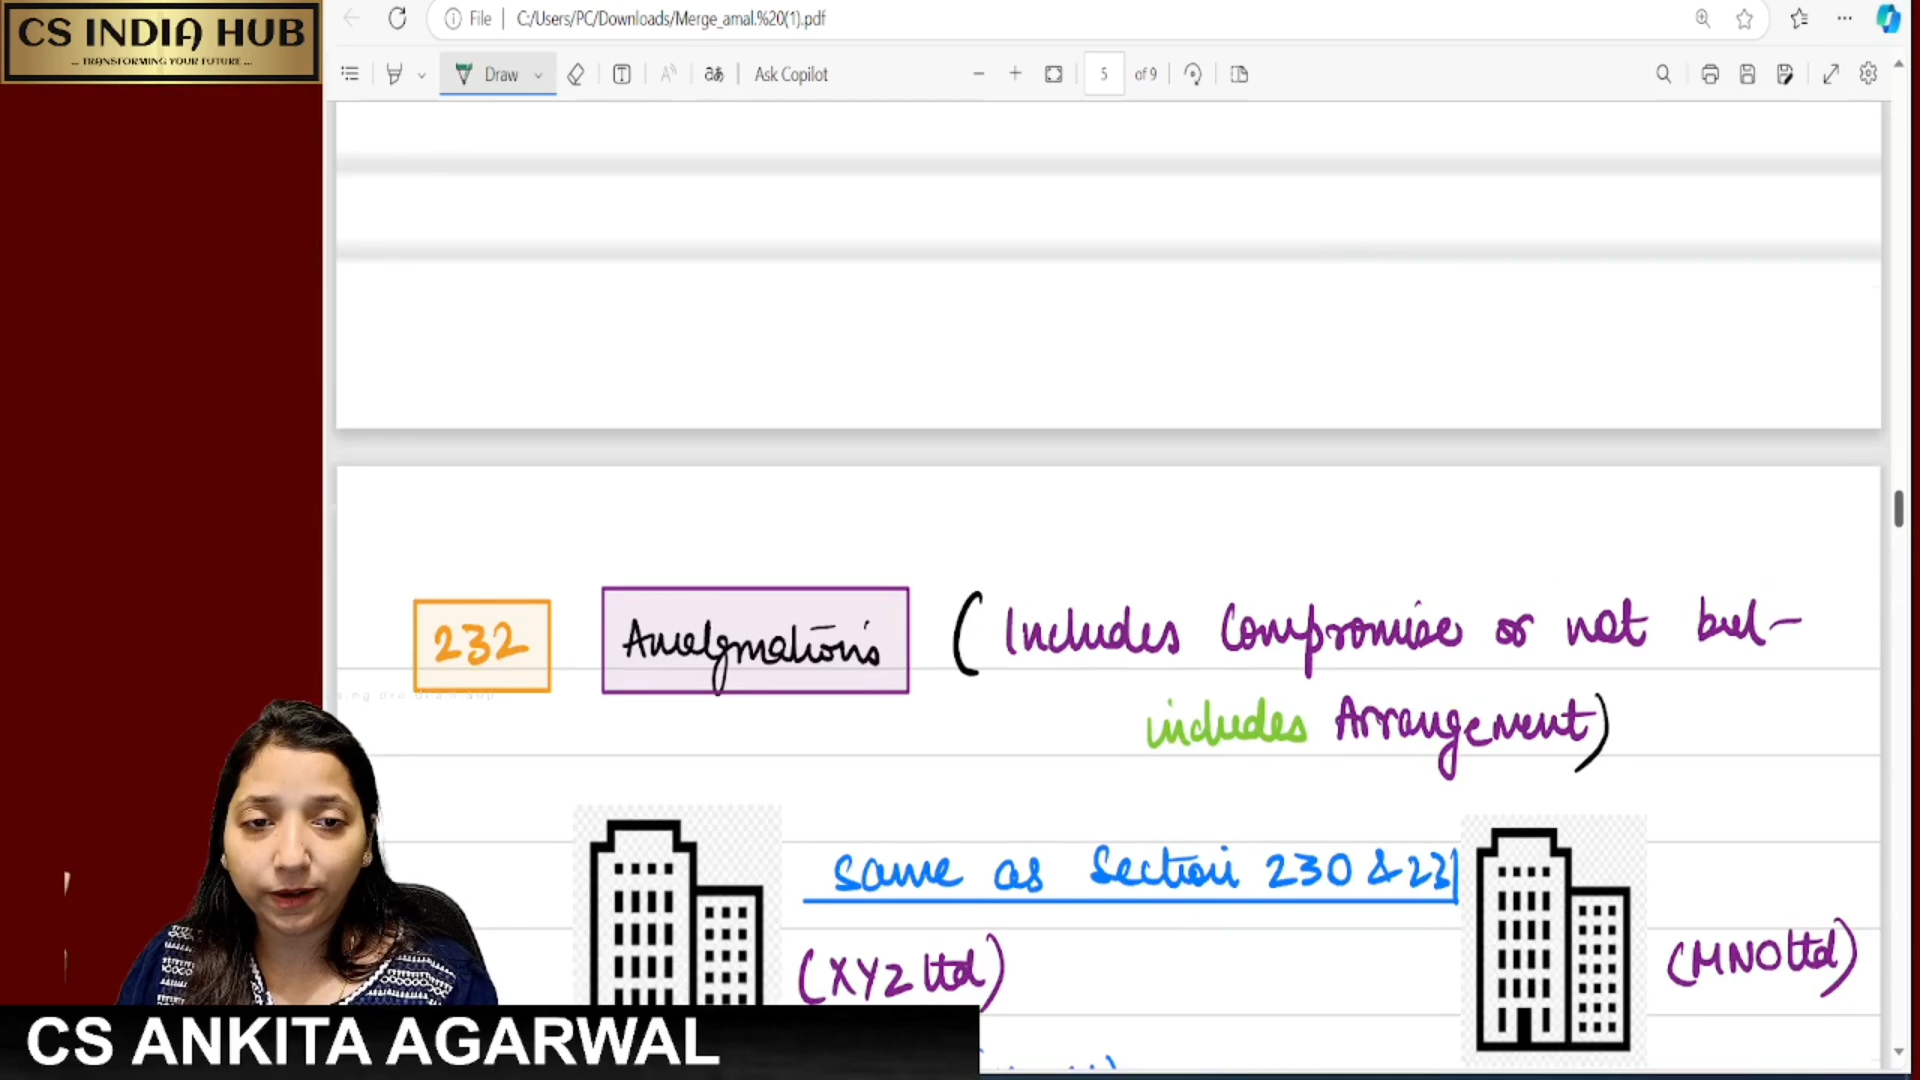 CS INDIA HUB
... TRANSFORMING YOUR FUTURE ...
File
C:/Users/PC/Downloads/Merge_amal.%20(1).pdf
Draw
Ask Copilot
5 of 9
232
Amalgmations
(Includes Compromise or not but-
includes Arrangement)
Same as Section 230 & 231
(XYZ ltd)
(MNO ltd)
CS ANKITA AGARWAL